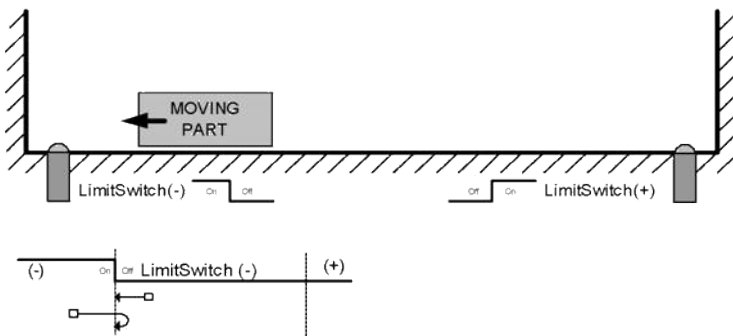 MOVING
PART
LimitSwitch(-) On Off Off On LimitSwitch(+)
(-) On Off LimitSwitch (-) (+)